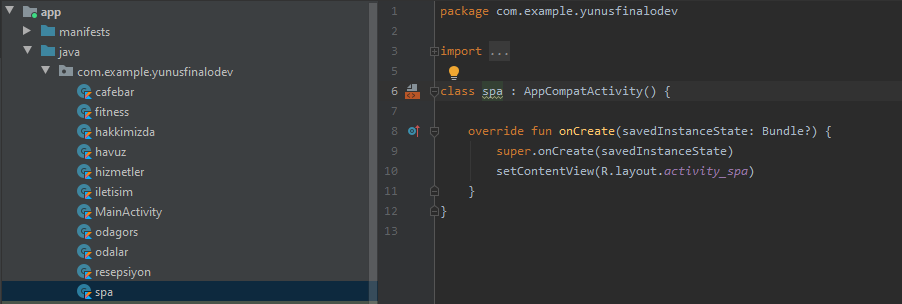 app
manifests
java
com.example.yunusfinalodev
cafebar
fitness
hakkimizda
havuz
hizmetler
iletisim
MainActivity
odagors
odalar
resepsiyon
spa
1 package com.example.yunusfinalodev
2
3 import ...
5
6 class spa : AppCompatActivity() {
7
8 override fun onCreate(savedInstanceState: Bundle?) {
9 super.onCreate(savedInstanceState)
10 setContentView(R.layout.activity_spa)
11 }
12 }
13